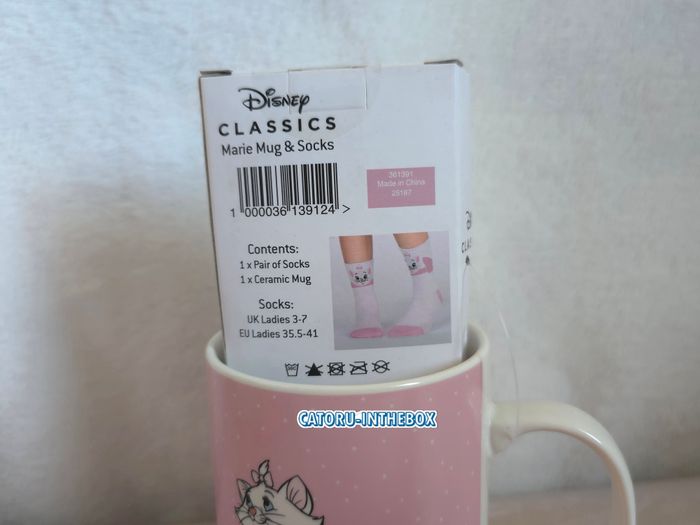 Disney
CLASSICS
Marie Mug & Socks
361391
Made in China
25167
1 000036 139124 >
Contents:
1 x Pair of Socks
1 x Ceramic Mug
Socks:
UK Ladies 3-7
EU Ladies 35.5-41
CATORU-INTHEBOX